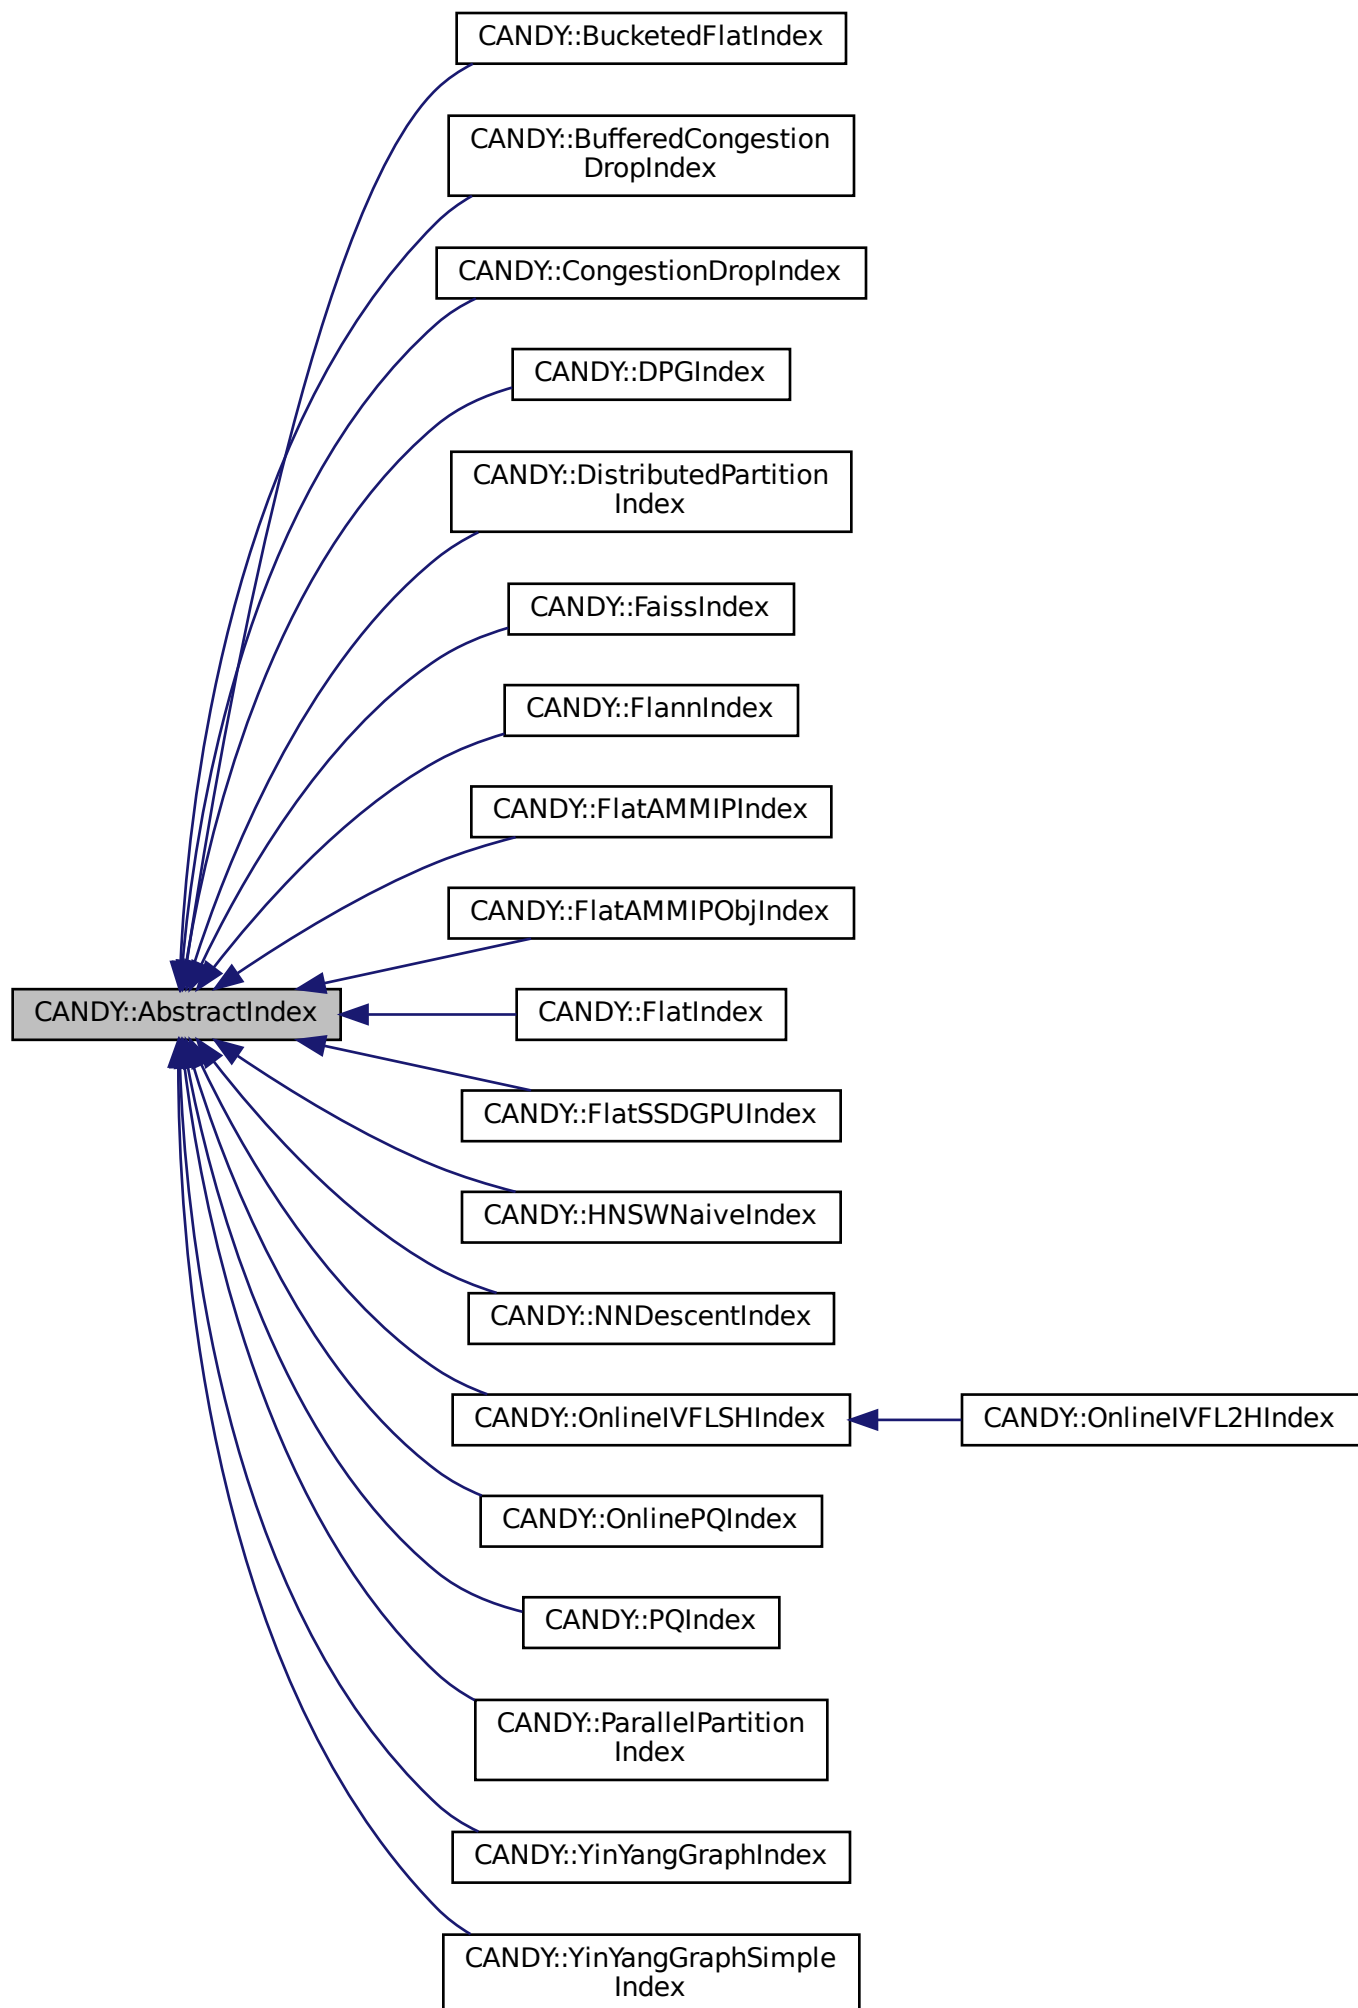 CANDY::BucketedFlatIndex
CANDY::BufferedCongestion
DropIndex
CANDY::CongestionDropIndex
CANDY::DPGIndex
CANDY::DistributedPartition
Index
CANDY::FaissIndex
CANDY::FlannIndex
CANDY::FlatAMMIPIndex
CANDY::FlatAMMIPObjIndex
CANDY::AbstractIndex
CANDY::FlatIndex
CANDY::FlatSSDGPUIndex
CANDY::HNSWNaiveIndex
CANDY::NNDescentIndex
CANDY::OnlineIVFLSHIndex
CANDY::OnlineIVFL2HIndex
CANDY::OnlinePQIndex
CANDY::PQIndex
CANDY::ParallelPartition
Index
CANDY::YinYangGraphIndex
CANDY::YinYangGraphSimple
Index